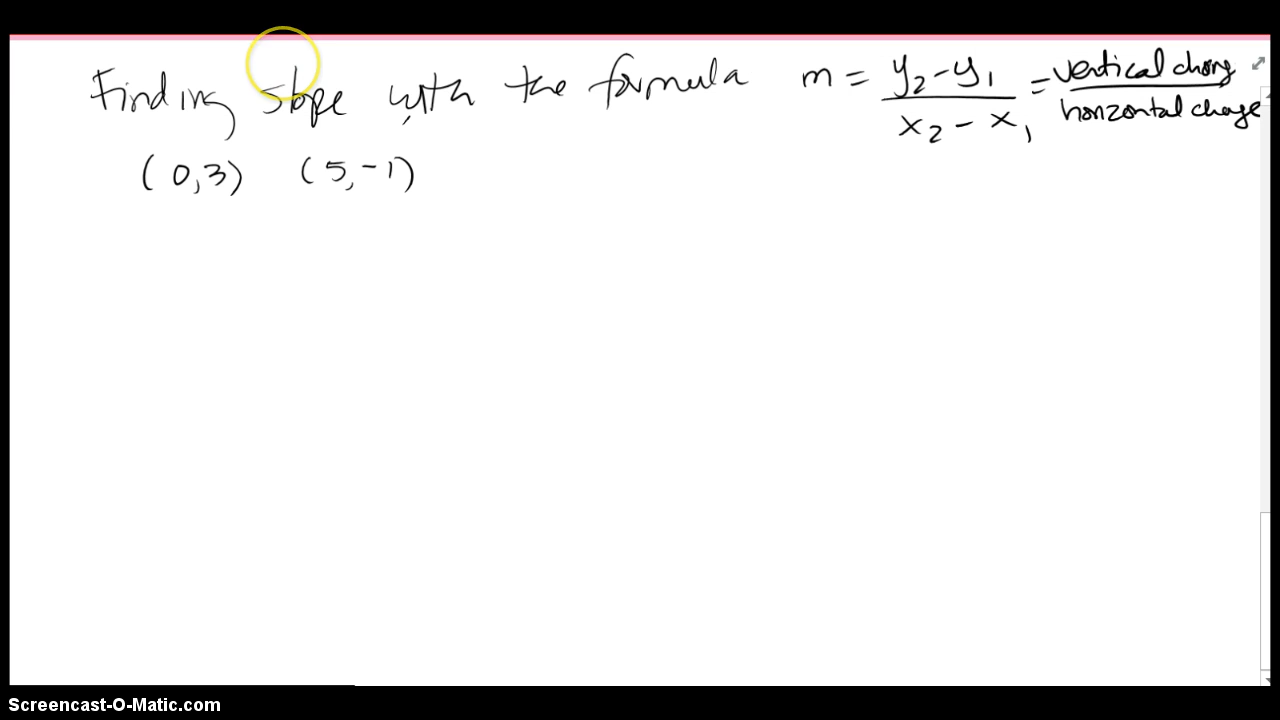 Finding slope with the formula m = y₂ - y₁ / x₂ - x₁ = vertical chang / horizontal change
(0,3) (5,-1)
Screencast-O-Matic.com